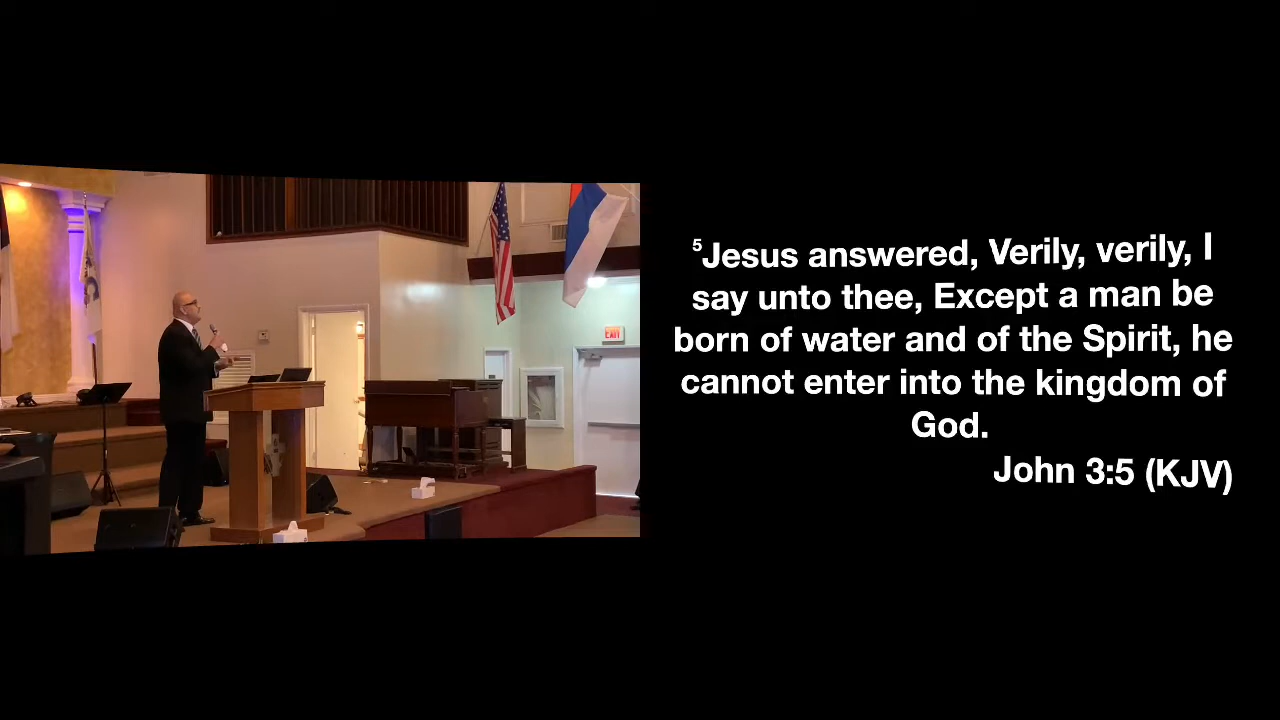 EXIT
⁵Jesus answered, Verily, verily, I
say unto thee, Except a man be
born of water and of the Spirit, he
cannot enter into the kingdom of
God.
John 3:5 (KJV)